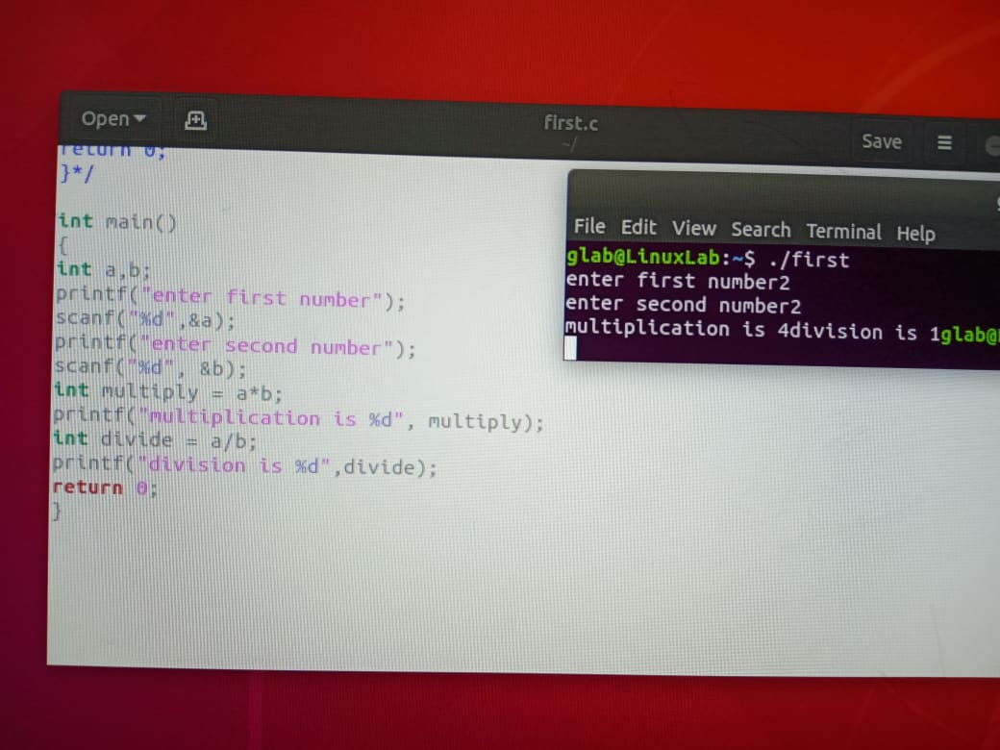 Open
first.c
~/
Save
return 0;
}*/
int main()
{
int a,b;
printf("enter first number");
scanf("%d",&a);
printf("enter second number");
scanf("%d", &b);
int multiply = a*b;
printf("multiplication is %d", multiply);
int divide = a/b;
printf("division is %d",divide);
return 0;
}
File Edit View Search Terminal Help
glab@LinuxLab:~$ ./first
enter first number2
enter second number2
multiplication is 4division is 1glab@